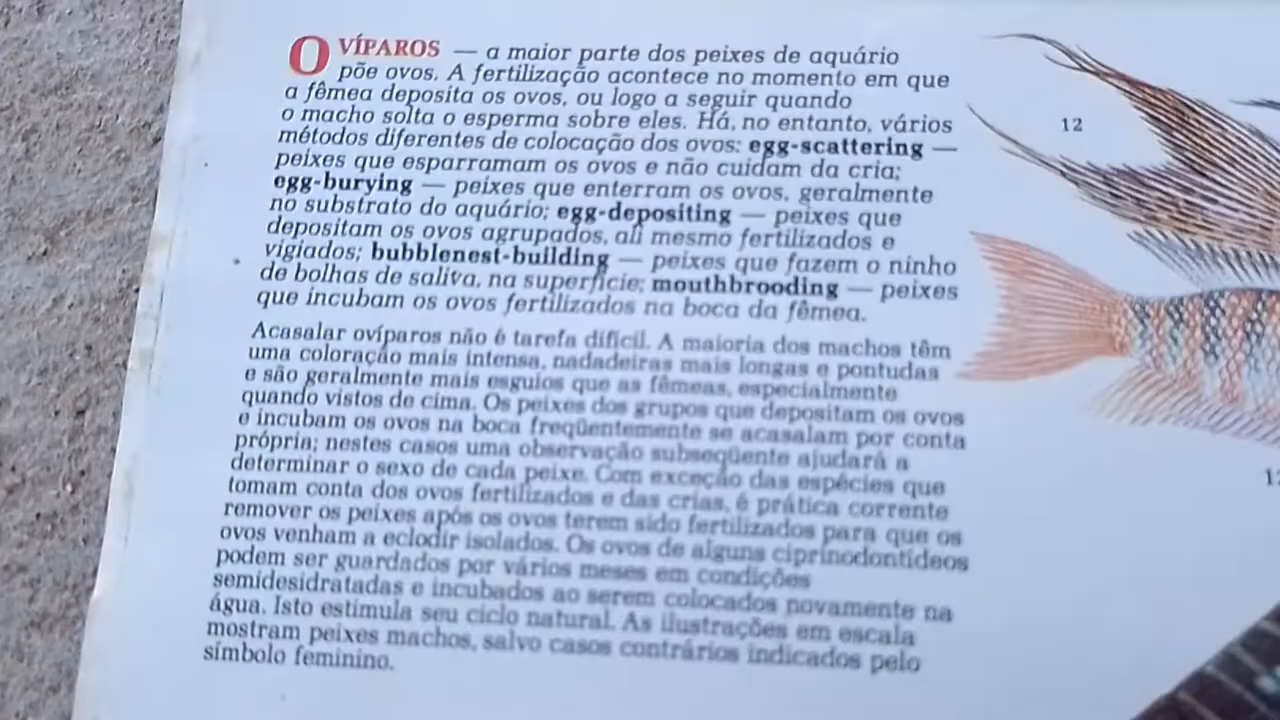 OVÍPAROS — a maior parte dos peixes de aquário
põe ovos. A fertilização acontece no momento em que
a fêmea deposita os ovos, ou logo a seguir quando
o macho solta o esperma sobre eles. Há, no entanto, vários
métodos diferentes de colocação dos ovos: egg-scattering —
peixes que esparramam os ovos e não cuidam da cria;
egg-burying — peixes que enterram os ovos, geralmente
no substrato do aquário; egg-depositing — peixes que
depositam os ovos agrupados, ali mesmo fertilizados e
vigiados; bubblenest-building — peixes que fazem o ninho
de bolhas de saliva, na superfície; mouthbrooding — peixes
que incubam os ovos fertilizados na boca da fêmea.
Acasalar ovíparos não é tarefa difícil. A maioria dos machos têm
uma coloração mais intensa, nadadeiras mais longas e pontudas
e são geralmente mais esguios que as fêmeas, especialmente
quando vistos de cima. Os peixes dos grupos que depositam os ovos
e incubam os ovos na boca freqüentemente se acasalam por conta
própria; nestes casos uma observação subseqüente ajudará a
determinar o sexo de cada peixe. Com exceção das espécies que
tomam conta dos ovos fertilizados e das crias, é prática corrente
remover os peixes após os ovos terem sido fertilizados para que os
ovos venham a eclodir isolados. Os ovos de alguns ciprinodontídeos
podem ser guardados por vários meses em condições
semidesidratadas e incubados ao serem colocados novamente na
água. Isto estimula seu ciclo natural. As ilustrações em escala
mostram peixes machos, salvo casos contrários indicados pelo
símbolo feminino.
12